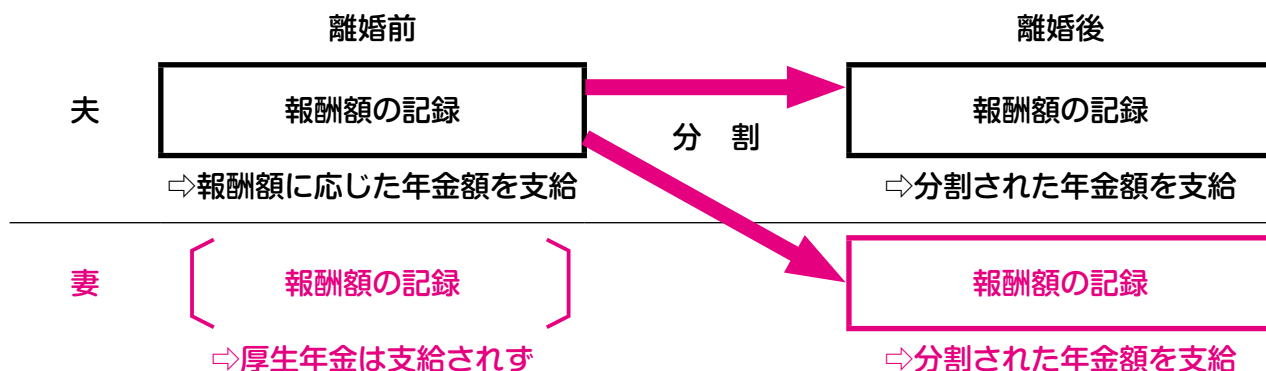 離婚前
離婚後
夫
報酬額の記録
分 割
報酬額の記録
⇨報酬額に応じた年金額を支給
⇨分割された年金額を支給
妻
報酬額の記録
報酬額の記録
⇨厚生年金は支給されず
⇨分割された年金額を支給